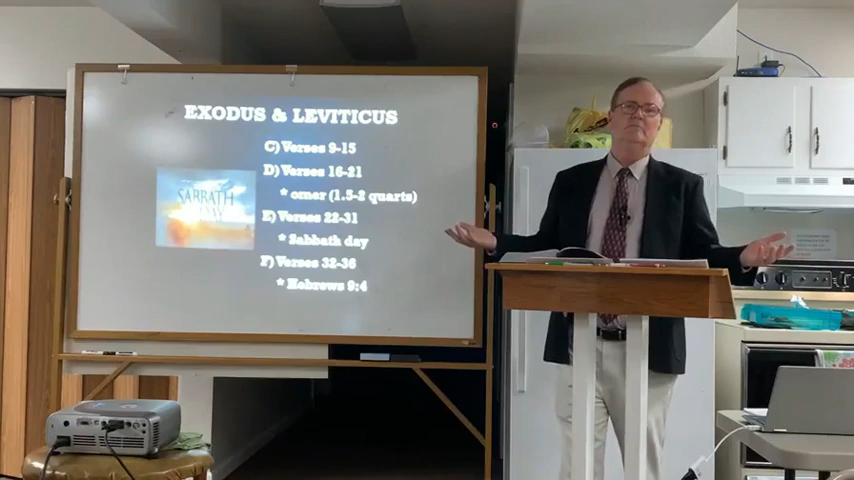 EXODUS & LEVITICUS
C) Verses 9-15
D) Verses 16-21
* omer (1.5-2 quarts)
E) Verses 22-31
* Sabbath day
F) Verses 32-36
* Hebrews 9:4
SABBATH
DAY